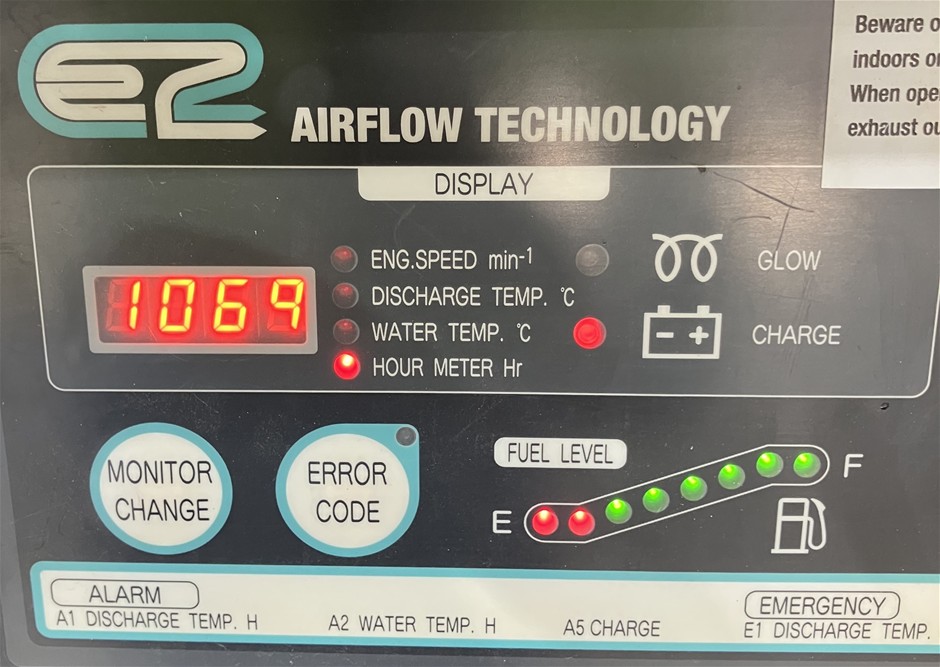 E2
AIRFLOW TECHNOLOGY
Beware
indoors
When
exhaust
DISPLAY
1069
ENG.SPEED min-1
DISCHARGE TEMP. ℃
WATER TEMP. ℃
HOUR METER Hr
GLOW
- +
CHARGE
MONITOR
CHANGE
ERROR
CODE
FUEL LEVEL
E
F
ALARM
A1 DISCHARGE TEMP. H
A2 WATER TEMP. H
A5 CHARGE
EMERGENCY
E1 DISCHARGE TEMP.